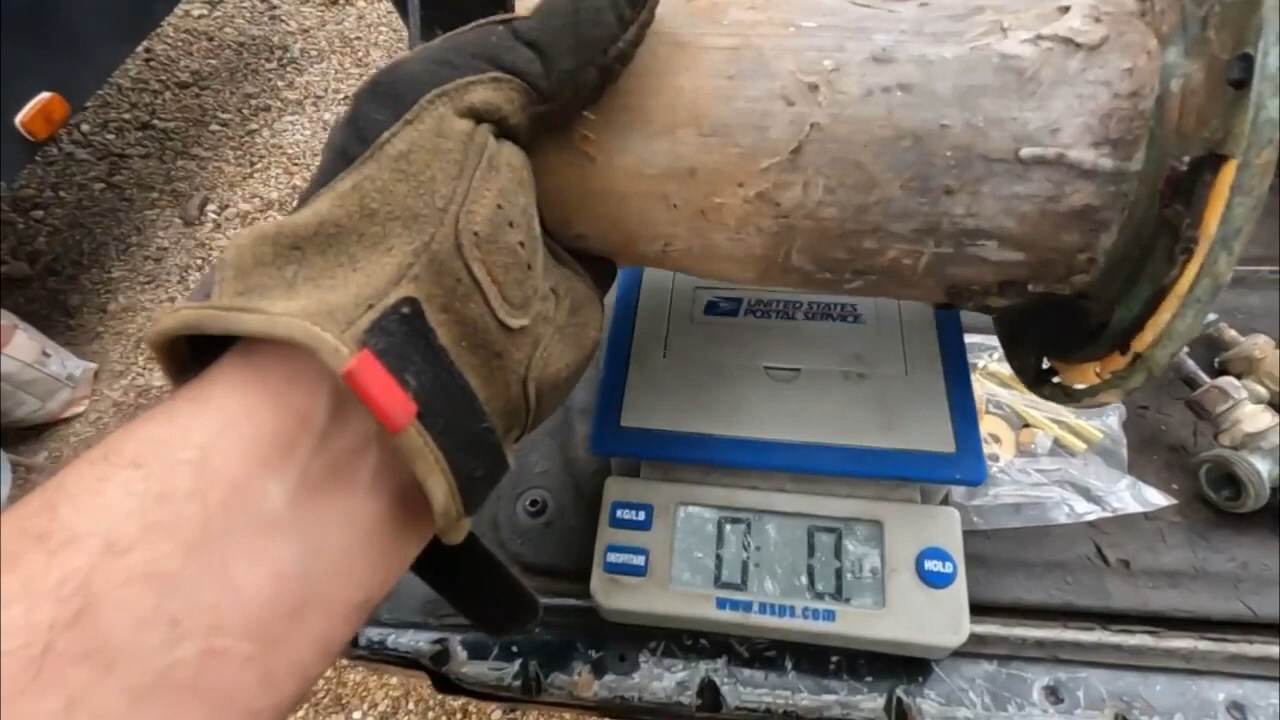 UNITED STATES
POSTAL SERVICE
KG/LB
ON/OFF/TARE
0: 0
HOLD
www.usps.com